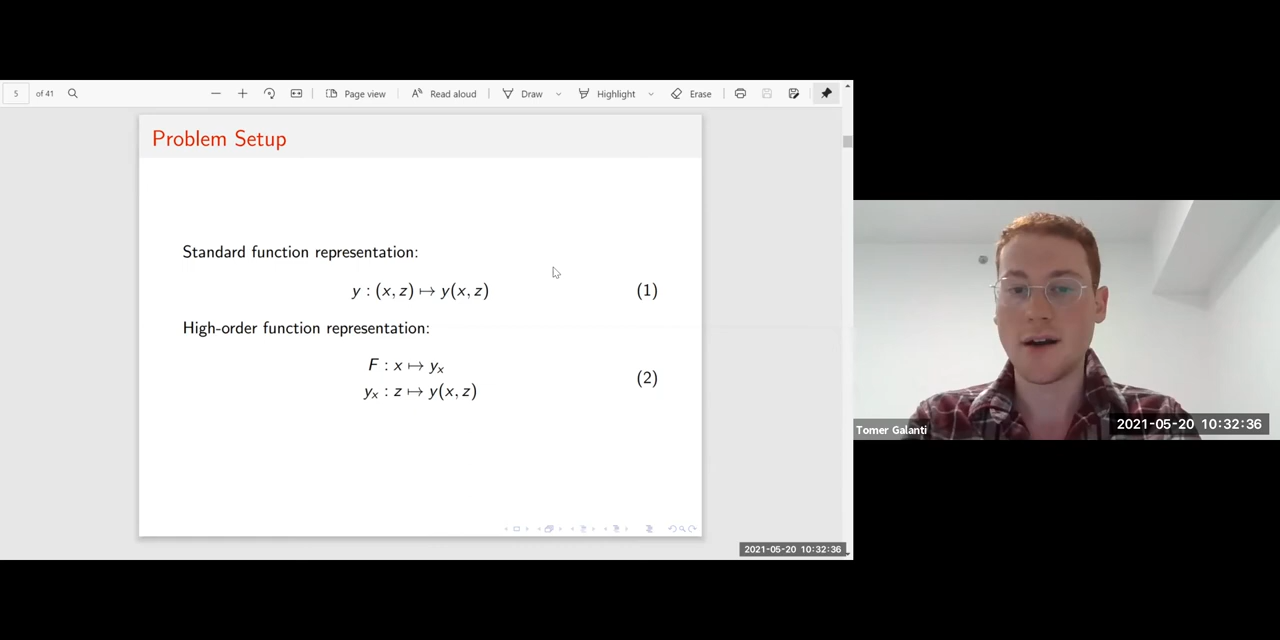 5 of 41 Page view Read aloud Draw Highlight Erase
Problem Setup
Standard function representation:
y : (x, z) ↦ y(x, z) (1)
High-order function representation:
F : x ↦ yₓ
(2)
yₓ : z ↦ y(x, z)
Tomer Galanti
2021-05-20 10:32:36
2021-05-20 10:32:36